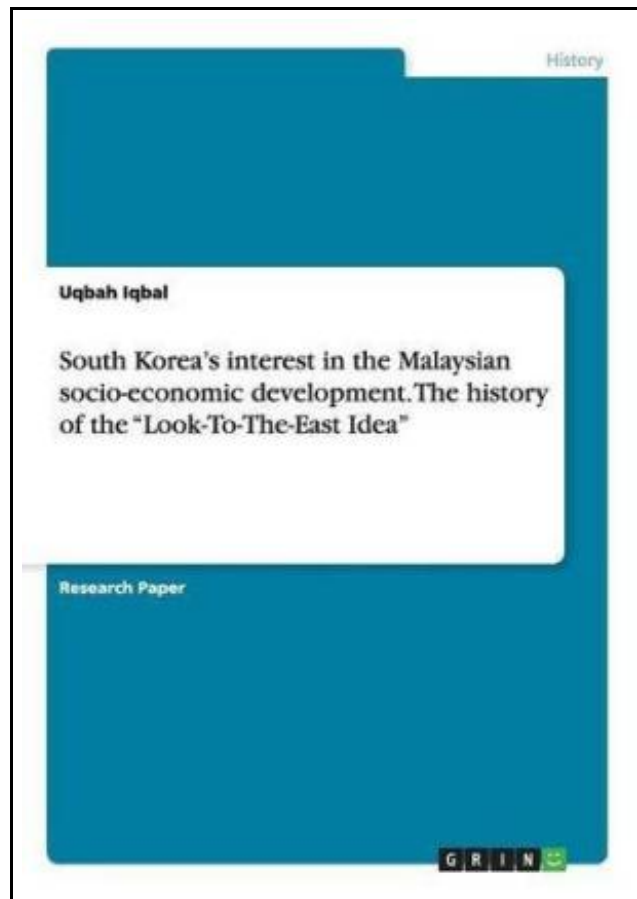 History
Uqbah Iqbal
South Korea's interest in the Malaysian
socio-economic development. The history
of the “Look-To-The-East Idea”
Research Paper
GRIN